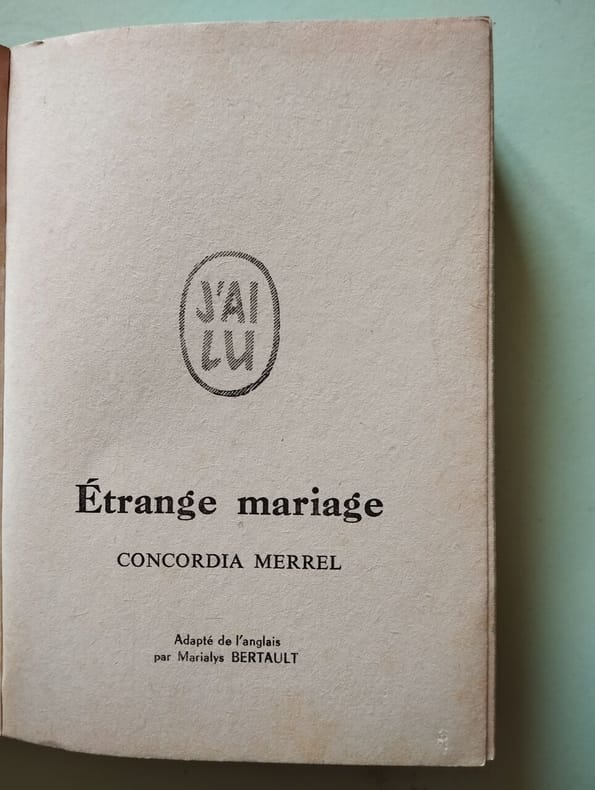 J'AI
LU
Étrange mariage
CONCORDIA MERREL
Adapté de l'anglais
par Marialys BERTAULT